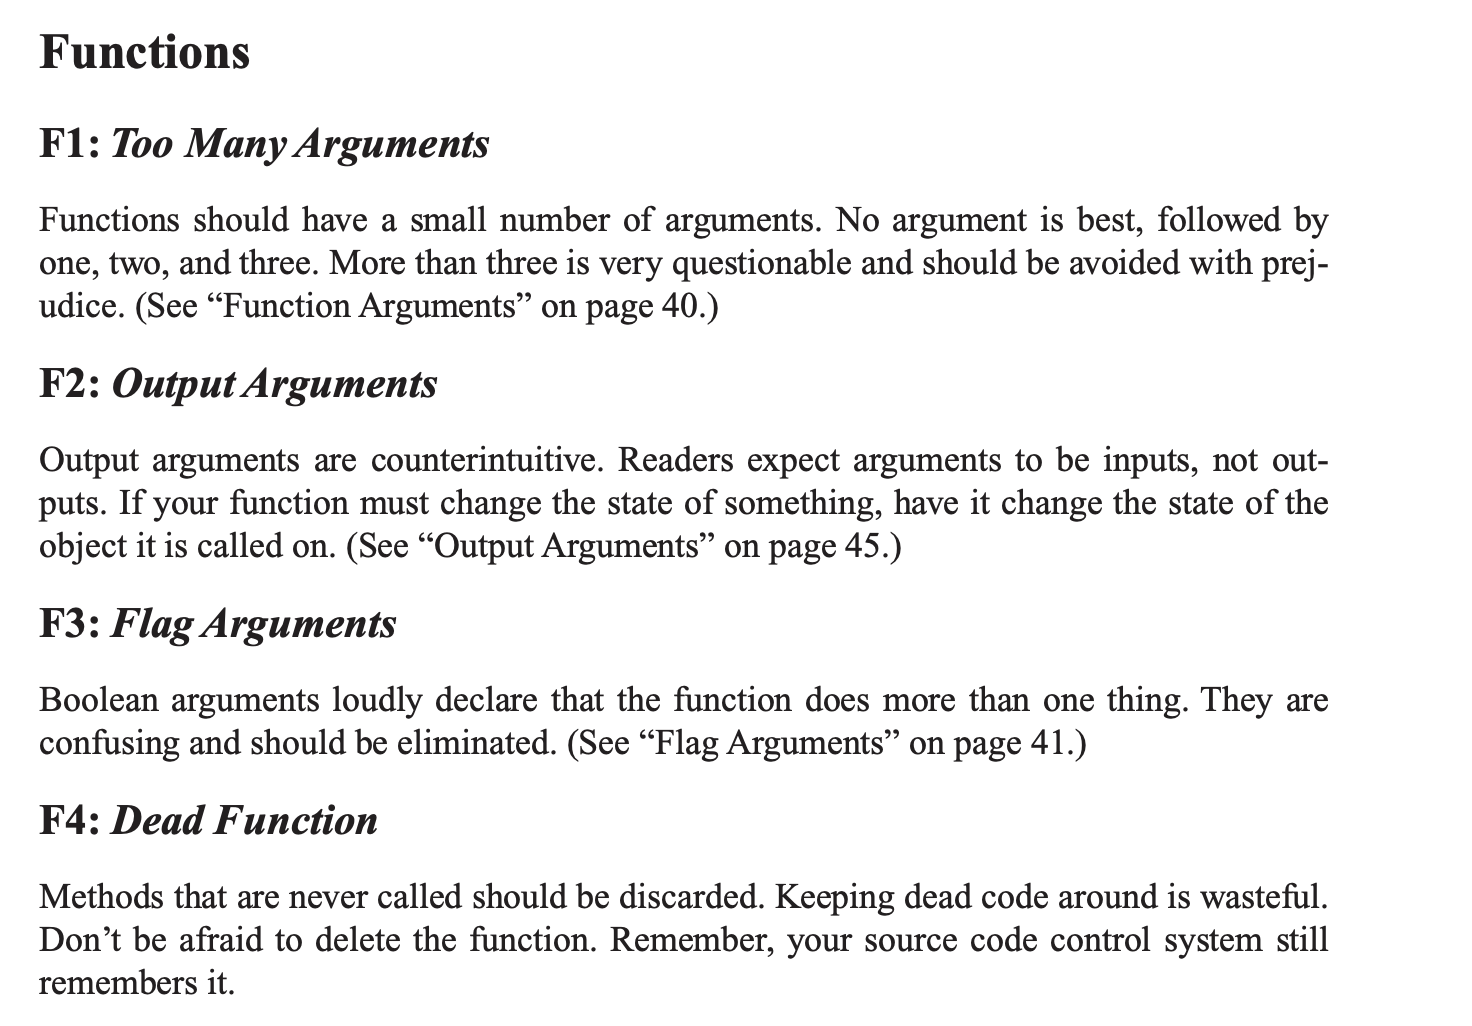 Functions
F1: Too Many Arguments
Functions should have a small number of arguments. No argument is best, followed by
one, two, and three. More than three is very questionable and should be avoided with prej-
udice. (See “Function Arguments” on page 40.)
F2: Output Arguments
Output arguments are counterintuitive. Readers expect arguments to be inputs, not out-
puts. If your function must change the state of something, have it change the state of the
object it is called on. (See “Output Arguments” on page 45.)
F3: Flag Arguments
Boolean arguments loudly declare that the function does more than one thing. They are
confusing and should be eliminated. (See “Flag Arguments” on page 41.)
F4: Dead Function
Methods that are never called should be discarded. Keeping dead code around is wasteful.
Don’t be afraid to delete the function. Remember, your source code control system still
remembers it.